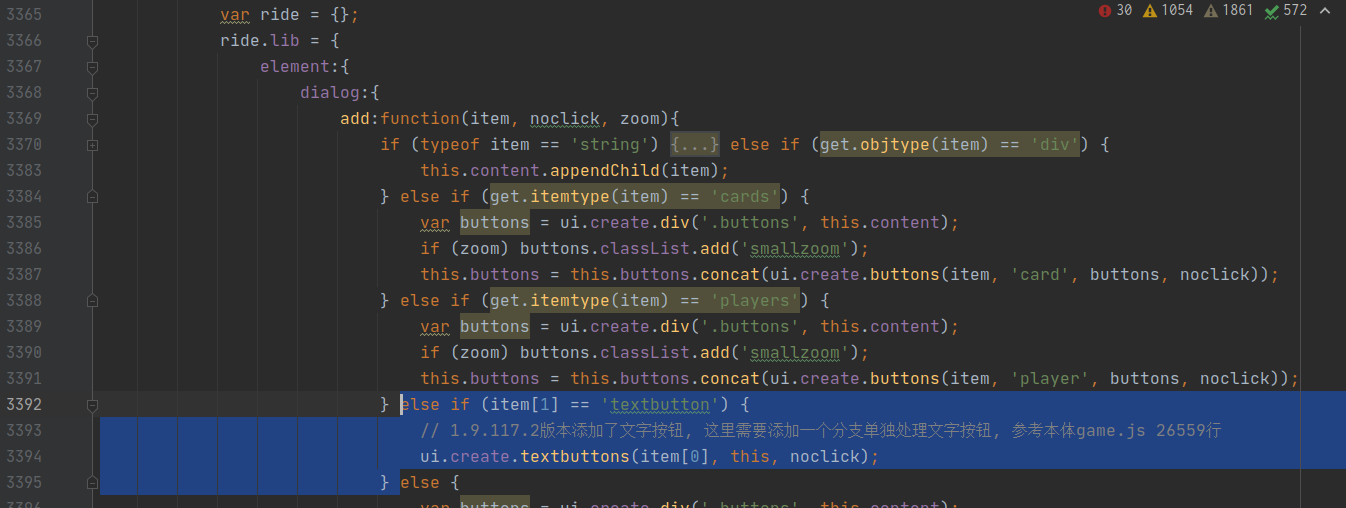 3365 var ride = {};
30 1054 1861 572
3366 ride.lib = {
3367 element:{
3368 dialog:{
3369 add:function(item, noclick, zoom){
3370 if (typeof item == 'string') {...} else if (get.objtype(item) == 'div') {
3383 this.content.appendChild(item);
3384 } else if (get.itemtype(item) == 'cards') {
3385 var buttons = ui.create.div('.buttons', this.content);
3386 if (zoom) buttons.classList.add('smallzoom');
3387 this.buttons = this.buttons.concat(ui.create.buttons(item, 'card', buttons, noclick));
3388 } else if (get.itemtype(item) == 'players') {
3389 var buttons = ui.create.div('.buttons', this.content);
3390 if (zoom) buttons.classList.add('smallzoom');
3391 this.buttons = this.buttons.concat(ui.create.buttons(item, 'player', buttons, noclick));
3392 } else if (item[1] == 'textbutton') {
3393 // 1.9.117.2版本添加了文字按钮, 这里需要添加一个分支单独处理文字按钮, 参考本体game.js 26559行
3394 ui.create.textbuttons(item[0], this, noclick);
3395 } else {
3396 var buttons = ui.create.div('.buttons', this.content);